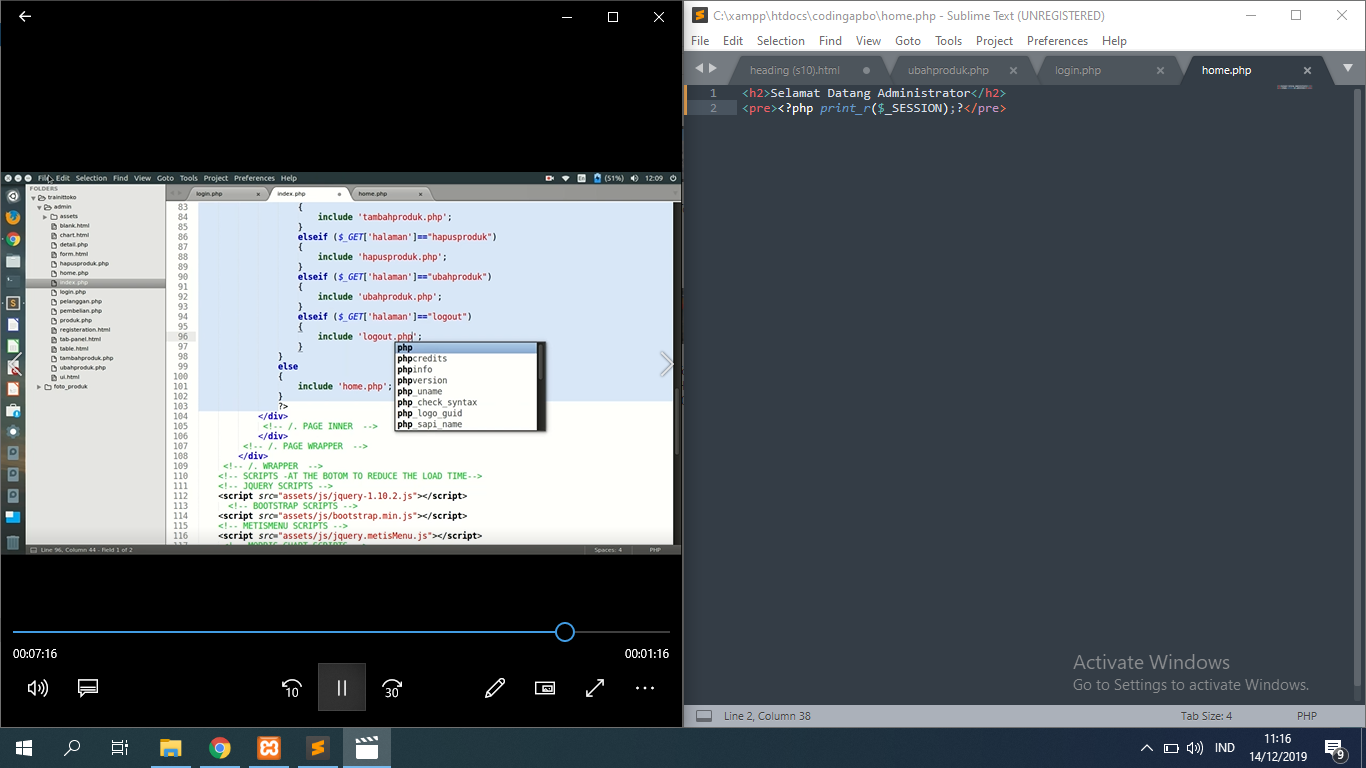 C:\xampp\htdocs\codingapbo\home.php - Sublime Text (UNREGISTERED)
File Edit Selection Find View Goto Tools Project Preferences Help
heading (s10).html ubahproduk.php login.php home.php
1 <h2>Selamat Datang Administrator</h2>
2 <pre><?php print_r($_SESSION);?</pre>
File Edit Selection Find View Goto Tools Project Preferences Help
(51%) 12:09
FOLDERS
trainittoko
admin
assets
blank.html
chart.html
detail.php
form.html
hapusproduk.php
home.php
index.php
login.php
pelanggan.php
pembelian.php
produk.php
registeration.html
tab-panel.html
table.html
tambahproduk.php
ubahproduk.php
ui.html
foto_produk
login.php index.php home.php
83 {
84 include 'tambahproduk.php';
85 }
86 elseif ($_GET['halaman']=="hapusproduk")
87 {
88 include 'hapusproduk.php';
89 }
90 elseif ($_GET['halaman']=="ubahproduk")
91 {
92 include 'ubahproduk.php';
93 }
94 elseif ($_GET['halaman']=="logout")
95 {
96 include 'logout.php';
97 }
98 }
99 else
100 {
101 include 'home.php';
102 }
103 ?>
104 </div>
105 <!-- /. PAGE INNER -->
106 </div>
107 <!-- /. PAGE WRAPPER -->
108 </div>
109 <!-- /. WRAPPER -->
110 <!-- SCRIPTS -AT THE BOTOM TO REDUCE THE LOAD TIME-->
111 <!-- JQUERY SCRIPTS -->
112 <script src="assets/js/jquery-1.10.2.js"></script>
113 <!-- BOOTSTRAP SCRIPTS -->
114 <script src="assets/js/bootstrap.min.js"></script>
115 <!-- METISMENU SCRIPTS -->
116 <script src="assets/js/jquery.metisMenu.js"></script>
php
phpcredits
phpinfo
phpversion
php_uname
php_check_syntax
php_logo_guid
php_sapi_name
Line 96, Column 44 - Field 1 of 2 Spaces: 4 PHP
00:07:16 00:01:16
10 30
Activate Windows
Go to Settings to activate Windows.
Line 2, Column 38 Tab Size: 4 PHP
IND 11:16
14/12/2019
9